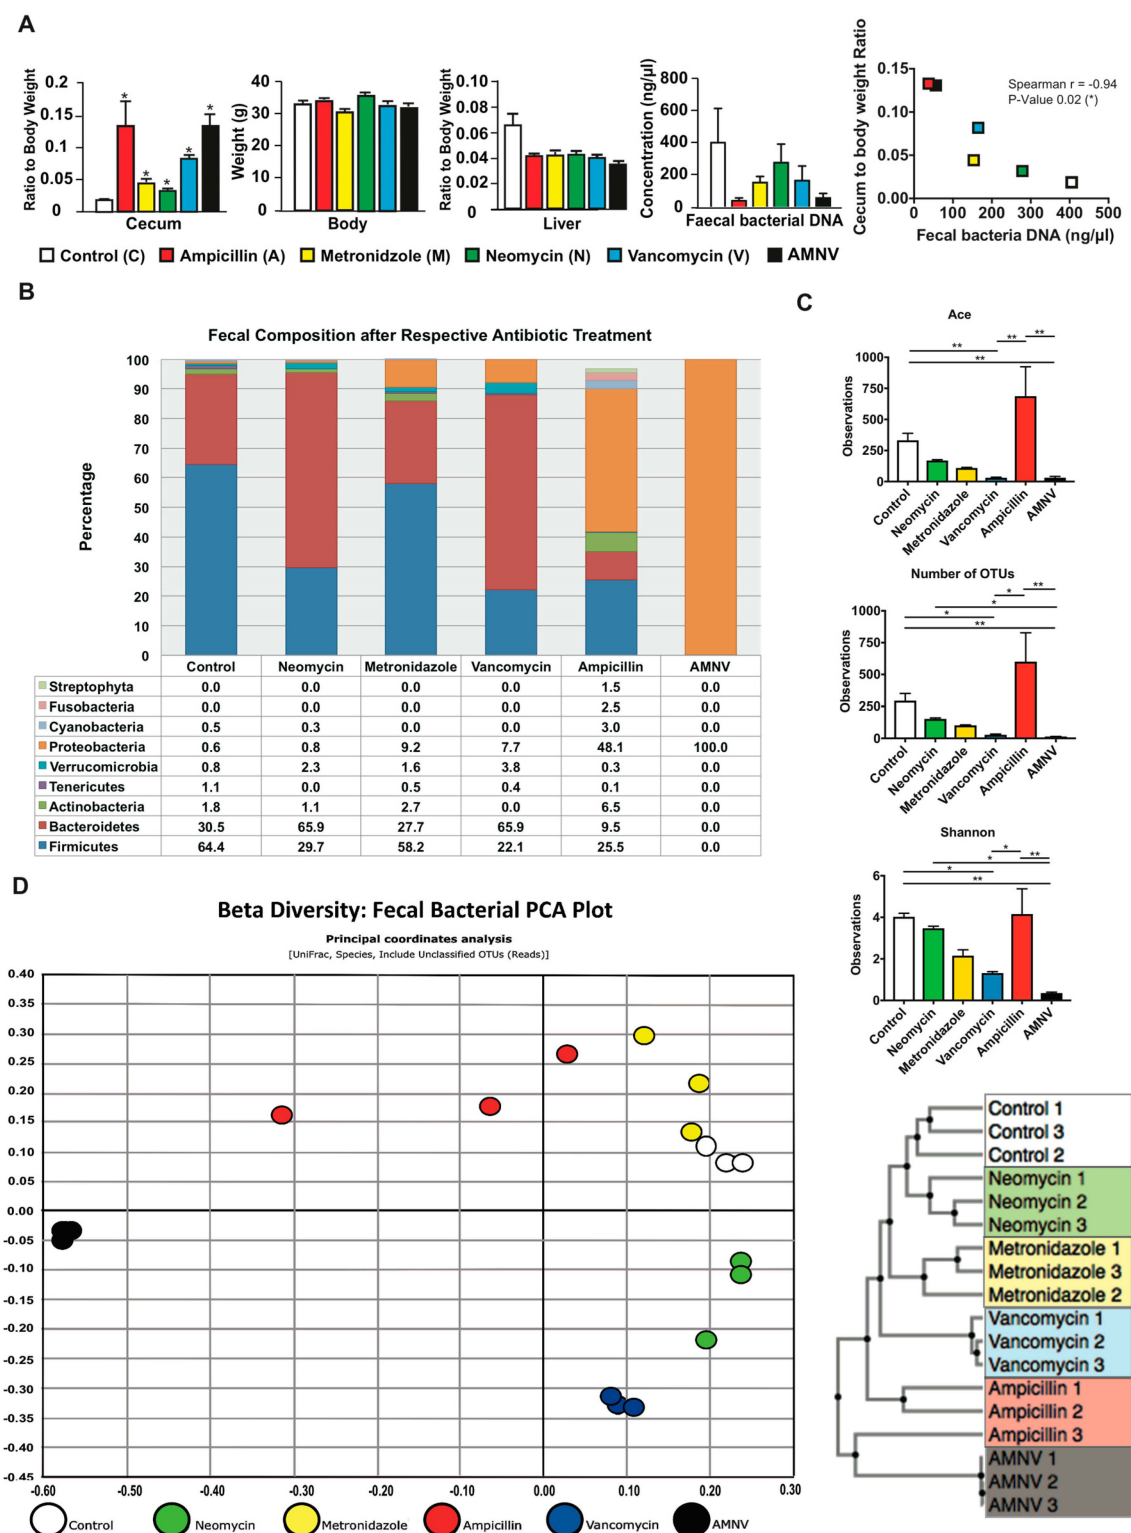 A
Ratio to Body Weight
0.2
0.15
0.1
0.05
0
* * * * *
Cecum
Weight (g)
40
30
20
10
0
Body
Ratio to Body Weight
0.10
0.08
0.06
0.04
0.02
0
Liver
Concentration (ng/μl)
800
600
400
200
0
Faecal bacterial DNA
Cecum to body weight Ratio
0.15
0.10
0.05
0.00
Spearman r = -0.94
P-Value 0.02 (*)
0 100 200 300 400 500
Fecal bacteria DNA (ng/μl)
Control (C) Ampicillin (A) Metronidzole (M) Neomycin (N) Vancomycin (V) AMNV
B
Fecal Composition after Respective Antibiotic Treatment
Percentage
100
90
80
70
60
50
40
30
20
10
0
Control Neomycin Metronidazole Vancomycin Ampicillin AMNV
Streptophyta 0.0 0.0 0.0 0.0 1.5 0.0
Fusobacteria 0.0 0.0 0.0 0.0 2.5 0.0
Cyanobacteria 0.5 0.3 0.0 0.0 3.0 0.0
Proteobacteria 0.6 0.8 9.2 7.7 48.1 100.0
Verrucomicrobia 0.8 2.3 1.6 3.8 0.3 0.0
Tenericutes 1.1 0.0 0.5 0.4 0.1 0.0
Actinobacteria 1.8 1.1 2.7 0.0 6.5 0.0
Bacteroidetes 30.5 65.9 27.7 65.9 9.5 0.0
Firmicutes 64.4 29.7 58.2 22.1 25.5 0.0
C
Ace
** ** ** **
Observations
1000
750
500
250
0
Control Neomycin Metronidazole Vancomycin Ampicillin AMNV
Number of OTUs
* ** * * **
Observations
1000
750
500
250
0
Control Neomycin Metronidazole Vancomycin Ampicillin AMNV
Shannon
* ** * * **
Observations
6
4
2
0
Control Neomycin Metronidazole Vancomycin Ampicillin AMNV
D
Beta Diversity: Fecal Bacterial PCA Plot
Principal coordinates analysis
[UniFrac, Species, Include Unclassified OTUs (Reads)]
0.40
0.35
0.30
0.25
0.20
0.15
0.10
0.05
0.00
-0.05
-0.10
-0.15
-0.20
-0.25
-0.30
-0.35
-0.40
-0.45
-0.60 -0.50 -0.40 -0.30 -0.20 -0.10 0.00 0.10 0.20 0.30
Control Neomycin Metronidazole Ampicillin Vancomycin AMNV
Control 1
Control 3
Control 2
Neomycin 1
Neomycin 2
Neomycin 3
Metronidazole 1
Metronidazole 3
Metronidazole 2
Vancomycin 1
Vancomycin 2
Vancomycin 3
Ampicillin 1
Ampicillin 2
Ampicillin 3
AMNV 1
AMNV 2
AMNV 3